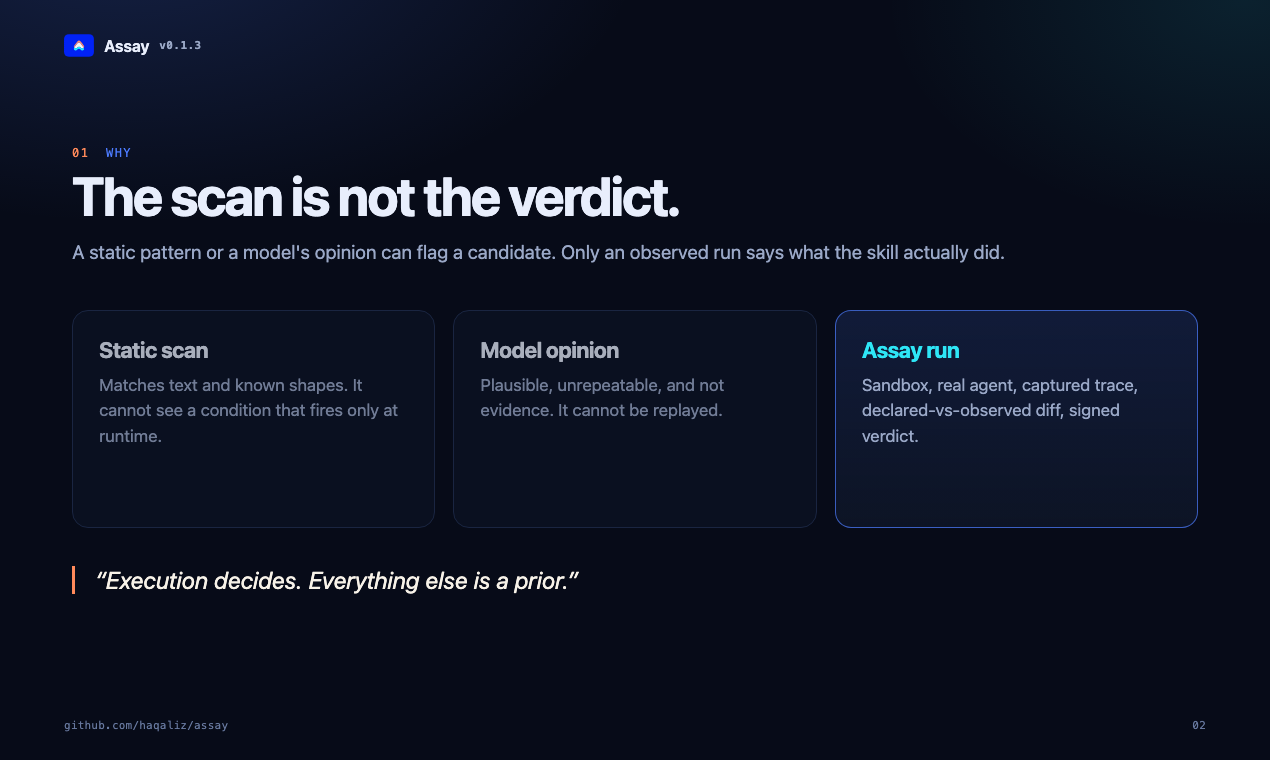 Assay v0.1.3
01 WHY
The scan is not the verdict.
A static pattern or a model's opinion can flag a candidate. Only an observed run says what the skill actually did.
Static scan
Matches text and known shapes. It
cannot see a condition that fires only at
runtime.
Model opinion
Plausible, unrepeatable, and not
evidence. It cannot be replayed.
Assay run
Sandbox, real agent, captured trace,
declared-vs-observed diff, signed
verdict.
“Execution decides. Everything else is a prior.”
github.com/haqaliz/assay
02